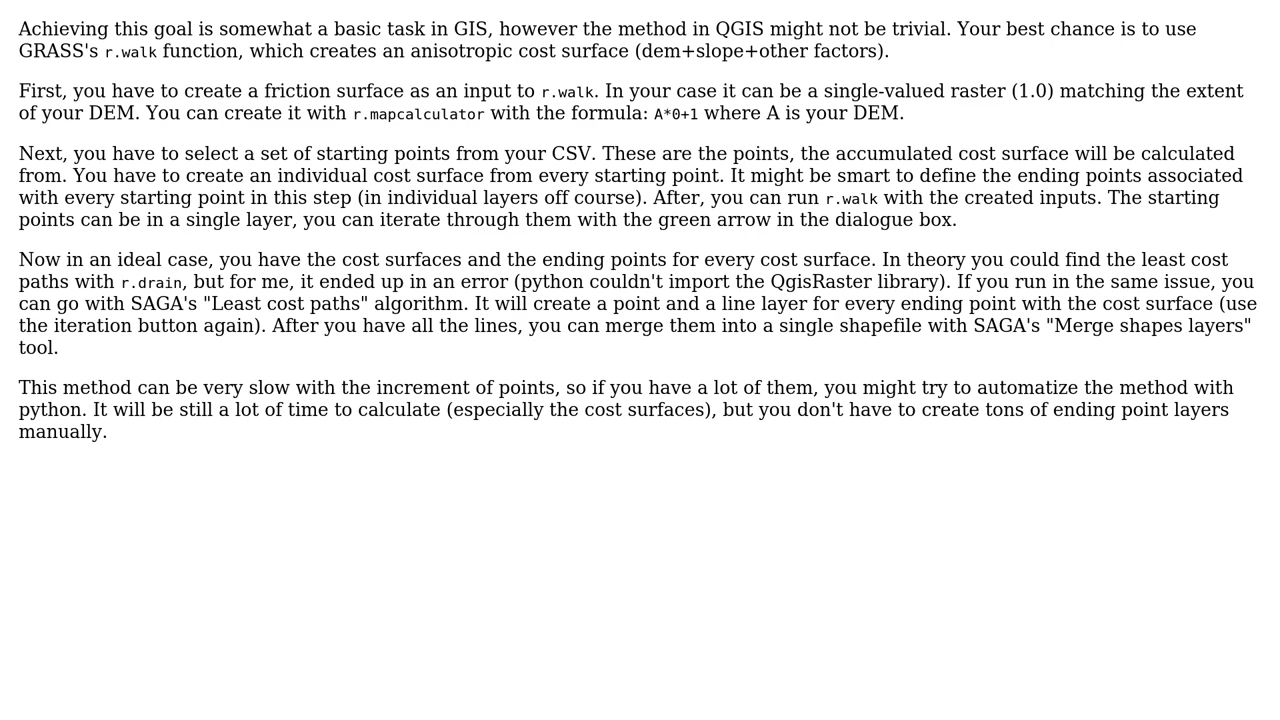 Achieving this goal is somewhat a basic task in GIS, however the method in QGIS might not be trivial. Your best chance is to use
GRASS's r.walk function, which creates an anisotropic cost surface (dem+slope+other factors).
First, you have to create a friction surface as an input to r.walk. In your case it can be a single-valued raster (1.0) matching the extent
of your DEM. You can create it with r.mapcalculator with the formula: A*0+1 where A is your DEM.
Next, you have to select a set of starting points from your CSV. These are the points, the accumulated cost surface will be calculated
from. You have to create an individual cost surface from every starting point. It might be smart to define the ending points associated
with every starting point in this step (in individual layers off course). After, you can run r.walk with the created inputs. The starting
points can be in a single layer, you can iterate through them with the green arrow in the dialogue box.
Now in an ideal case, you have the cost surfaces and the ending points for every cost surface. In theory you could find the least cost
paths with r.drain, but for me, it ended up in an error (python couldn't import the QgisRaster library). If you run in the same issue, you
can go with SAGA's "Least cost paths" algorithm. It will create a point and a line layer for every ending point with the cost surface (use
the iteration button again). After you have all the lines, you can merge them into a single shapefile with SAGA's "Merge shapes layers"
tool.
This method can be very slow with the increment of points, so if you have a lot of them, you might try to automatize the method with
python. It will be still a lot of time to calculate (especially the cost surfaces), but you don't have to create tons of ending point layers
manually.